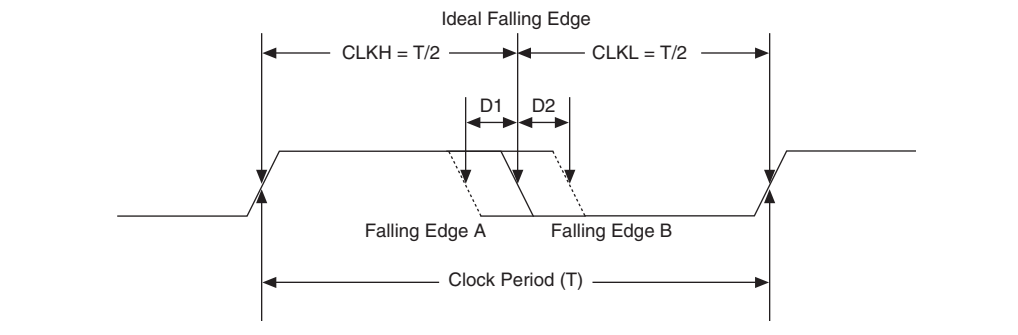 Ideal Falling Edge
CLKH = T/2
CLKL = T/2
D1
D2
Falling Edge A
Falling Edge B
Clock Period (T)